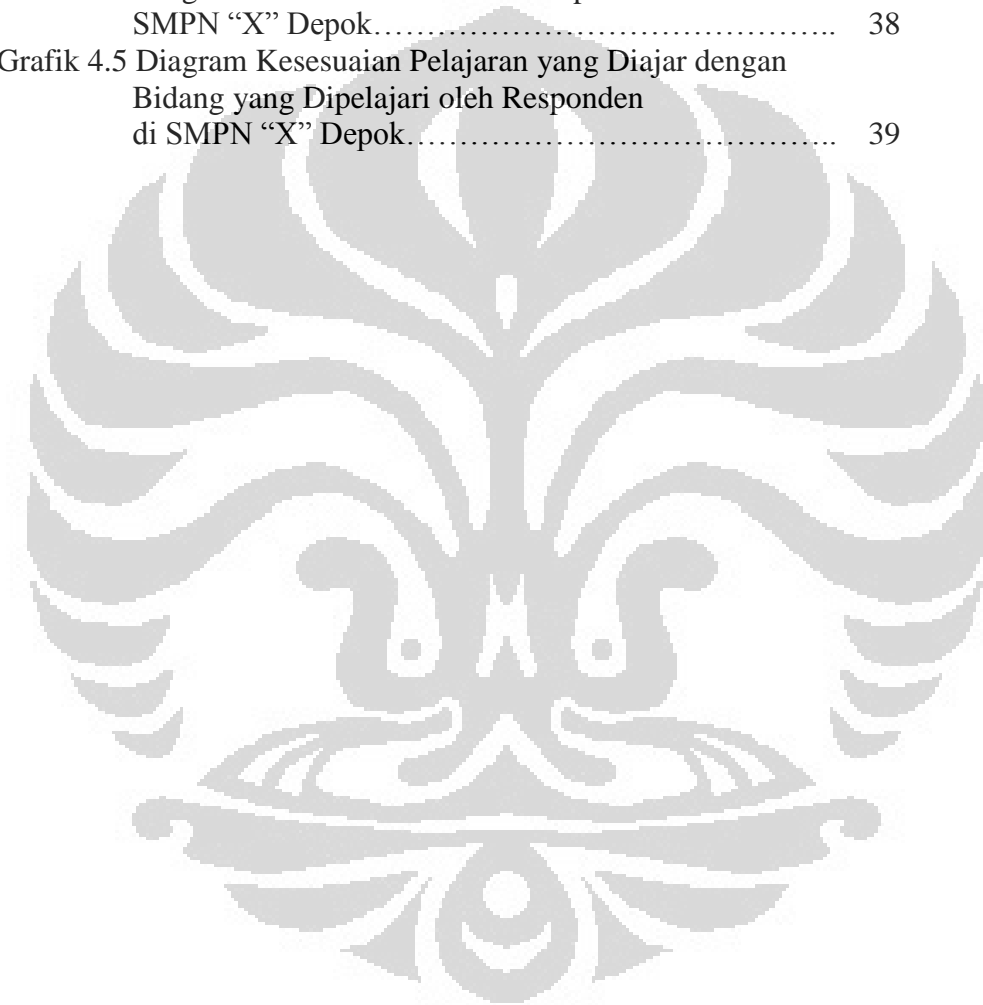 SMPN “X” Depok………………………………………….. 38
Grafik 4.5 Diagram Kesesuaian Pelajaran yang Diajar dengan
Bidang yang Dipelajari oleh Responden
di SMPN “X” Depok……………………………………….. 39